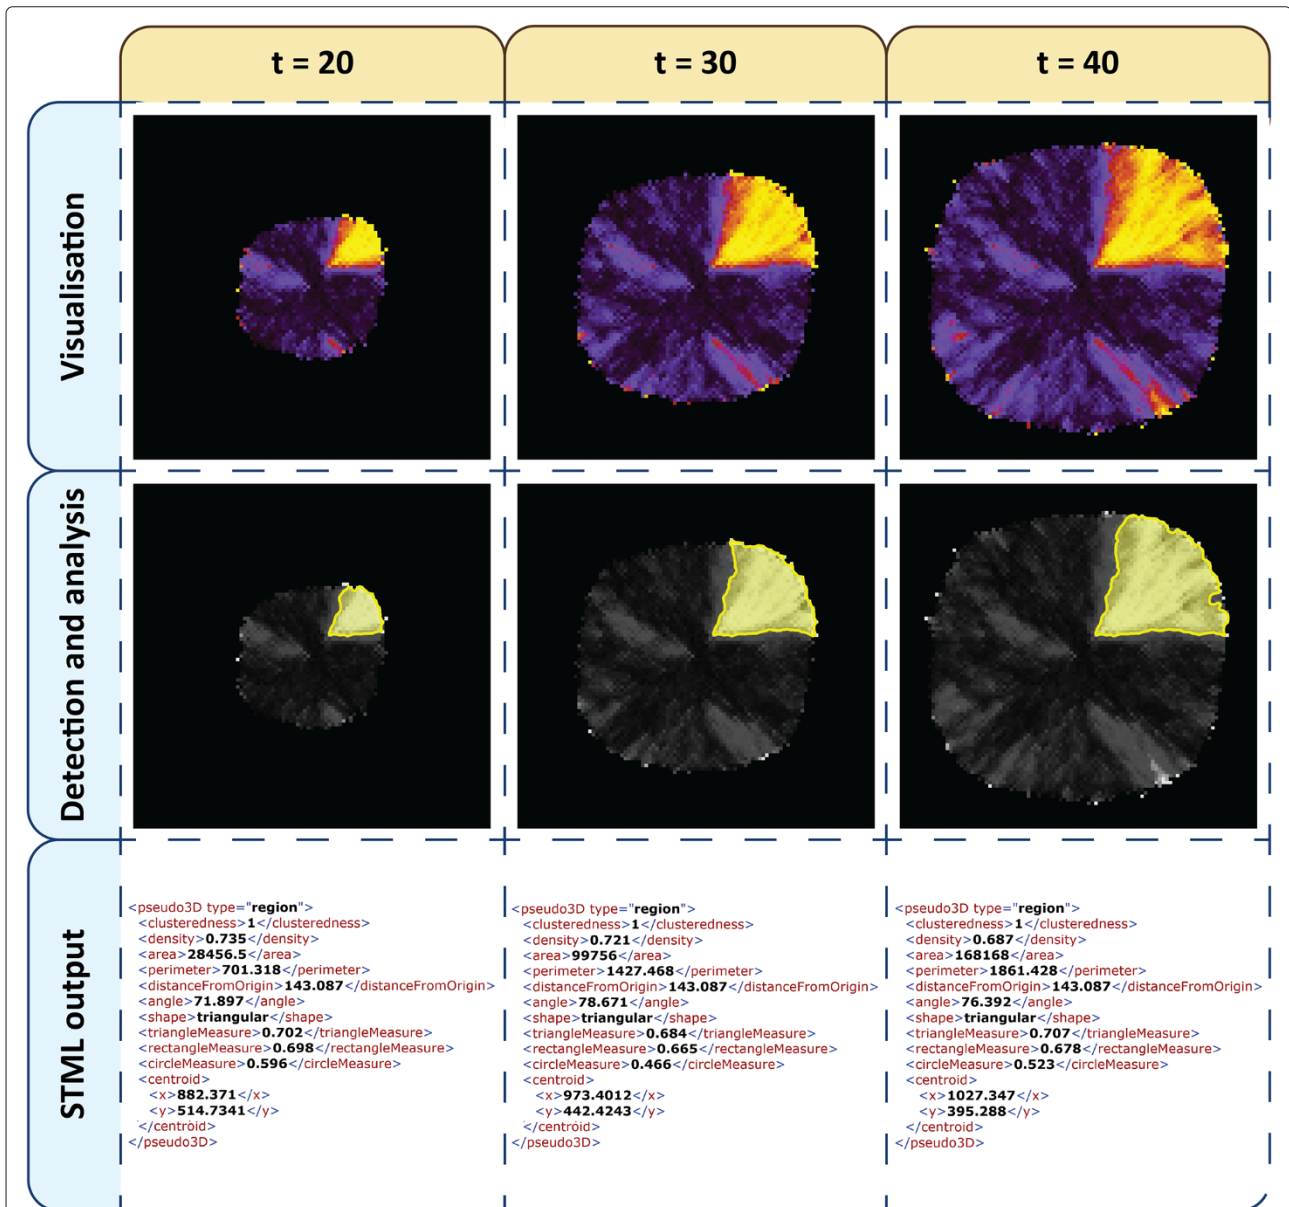 t = 20
t = 30
t = 40
Visualisation
Detection and analysis
STML output
<pseudo3D type="region">
<clusteredness>1</clusteredness>
<density>0.735</density>
<area>28456.5</area>
<perimeter>701.318</perimeter>
<distanceFromOrigin>143.087</distanceFromOrigin>
<angle>71.897</angle>
<shape>triangular</shape>
<triangleMeasure>0.702</triangleMeasure>
<rectangleMeasure>0.698</rectangleMeasure>
<circleMeasure>0.596</circleMeasure>
<centroid>
<x>882.371</x>
<y>514.7341</y>
</centroid>
</pseudo3D>
<pseudo3D type="region">
<clusteredness>1</clusteredness>
<density>0.721</density>
<area>99756</area>
<perimeter>1427.468</perimeter>
<distanceFromOrigin>143.087</distanceFromOrigin>
<angle>78.671</angle>
<shape>triangular</shape>
<triangleMeasure>0.684</triangleMeasure>
<rectangleMeasure>0.665</rectangleMeasure>
<circleMeasure>0.466</circleMeasure>
<centroid>
<x>973.4012</x>
<y>442.4243</y>
</centroid>
</pseudo3D>
<pseudo3D type="region">
<clusteredness>1</clusteredness>
<density>0.687</density>
<area>168168</area>
<perimeter>1861.428</perimeter>
<distanceFromOrigin>143.087</distanceFromOrigin>
<angle>76.392</angle>
<shape>triangular</shape>
<triangleMeasure>0.707</triangleMeasure>
<rectangleMeasure>0.678</rectangleMeasure>
<circleMeasure>0.523</circleMeasure>
<centroid>
<x>1027.347</x>
<y>395.288</y>
</centroid>
</pseudo3D>